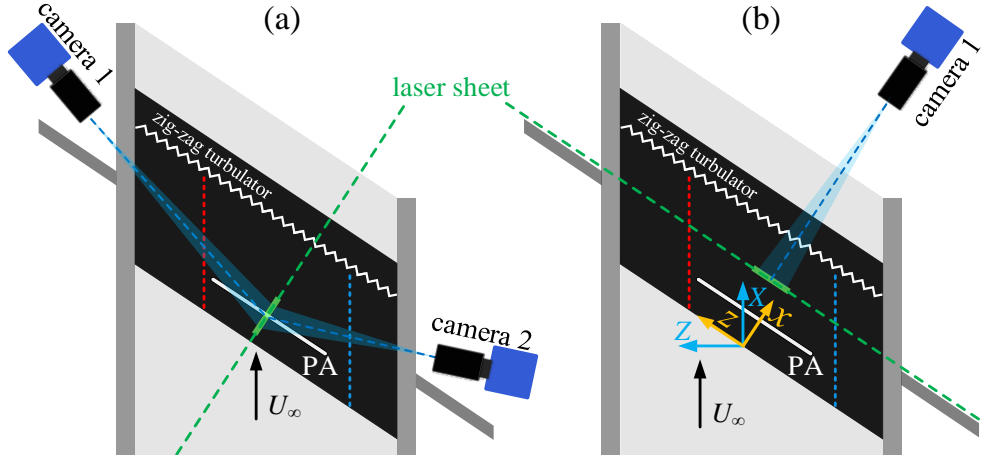 (a)
(b)
camera 1
camera 1
laser sheet
zig-zag turbulator
zig-zag turbulator
camera 2
PA
U∞
X
x
z
Z
PA
U∞